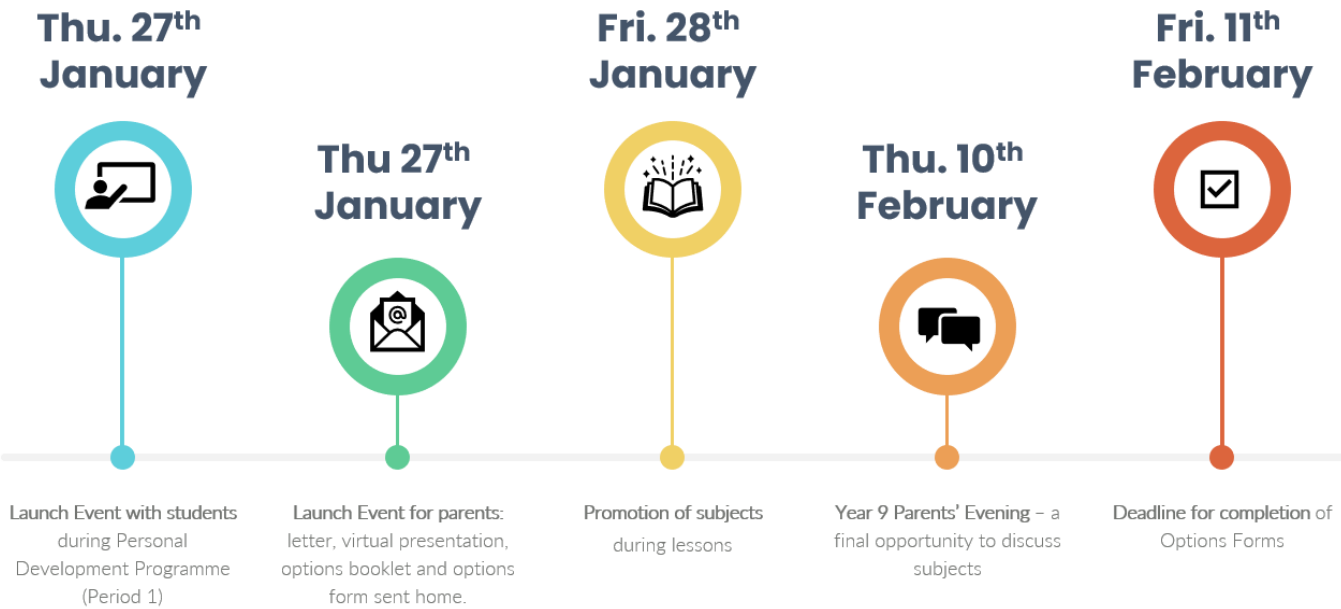 Thu. 27th
January
Thu 27th
January
Fri. 28th
January
Thu. 10th
February
Fri. 11th
February
@
Launch Event with students
during Personal
Development Programme
(Period 1)
Launch Event for parents:
letter, virtual presentation,
options booklet and options
form sent home.
Promotion of subjects
during lessons
Year 9 Parents’ Evening – a
final opportunity to discuss
subjects
Deadline for completion of
Options Forms